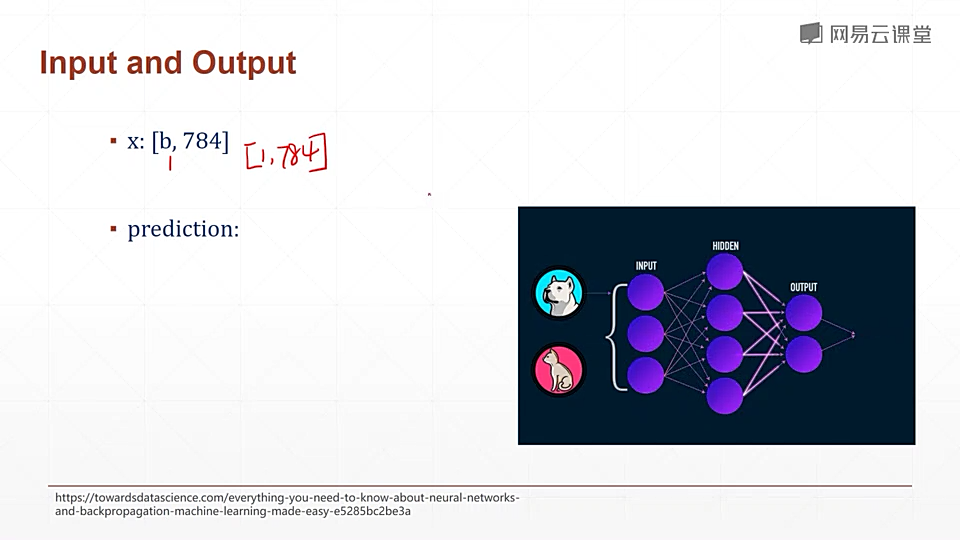 网易云课堂
Input and Output
▪ x: [b, 784] [1, 784]
1
▪ prediction:
HIDDEN
INPUT
OUTPUT
https://towardsdatascience.com/everything-you-need-to-know-about-neural-networks-
and-backpropagation-machine-learning-made-easy-e5285bc2be3a